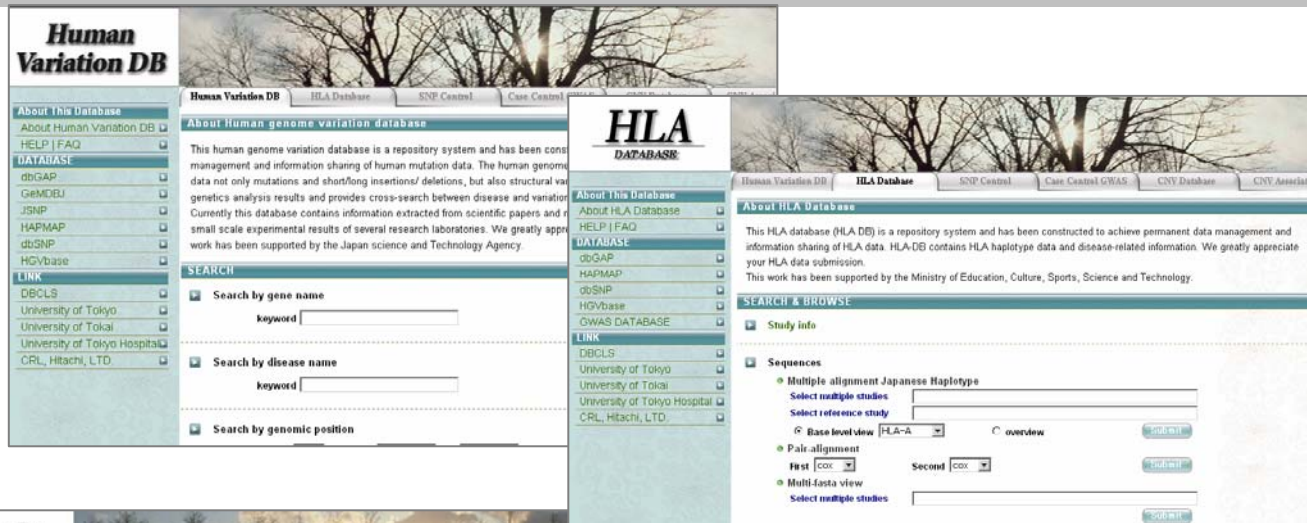 Human
Variation DB
Human Variation DB
HLA Database
SNP Control
Case Control GWAS
About This Database
About Human Variation DB
HELP | FAQ
DATABASE
dbGAP
GeMDBJ
JSNP
HAPMAP
dbSNP
HGVbase
LINK
DBCLS
University of Tokyo
University of Tokai
University of Tokyo Hospital
CRL, Hitachi, LTD.
About Human genome variation database
This human genome variation database is a repository system and has been cons
management and information sharing of human mutation data. The human genome
data not only mutations and short/long insertions/ deletions, but also structural va
genetics analysis results and provides cross-search between disease and variation
Currently this database contains information extracted from scientific papers and
small scale experimental results of several research laboratories. We greatly appre
work has been supported by the Japan science and Technology Agency.
SEARCH
Search by gene name
keyword
Search by disease name
keyword
Search by genomic position
HLA
DATABASE
Human Variation DB
HLA Database
SNP Control
Case Control GWAS
CNV Database
CNV Associa
About This Database
About HLA Database
HELP | FAQ
DATABASE
dbGAP
HAPMAP
dbSNP
HGVbase
GWAS DATABASE
LINK
DBCLS
University of Tokyo
University of Tokai
University of Tokyo Hospital
CRL, Hitachi, LTD.
About HLA Database
This HLA database (HLA DB) is a repository system and has been constructed to achieve permanent data management and
information sharing of HLA data. HLA-DB contains HLA haplotype data and disease-related information. We greatly appreciate
your HLA data submission.
This work has been supported by the Ministry of Education, Culture, Sports, Science and Technology.
SEARCH & BROWSE
Study info
Sequences
Multiple alignment Japanese Haplotype
Select multiple studies
Select reference study
Base level view HLA-A overview Submit
Pair-alignment
First cox Second cox Submit
Multi-fasta view
Select multiple studies
Submit